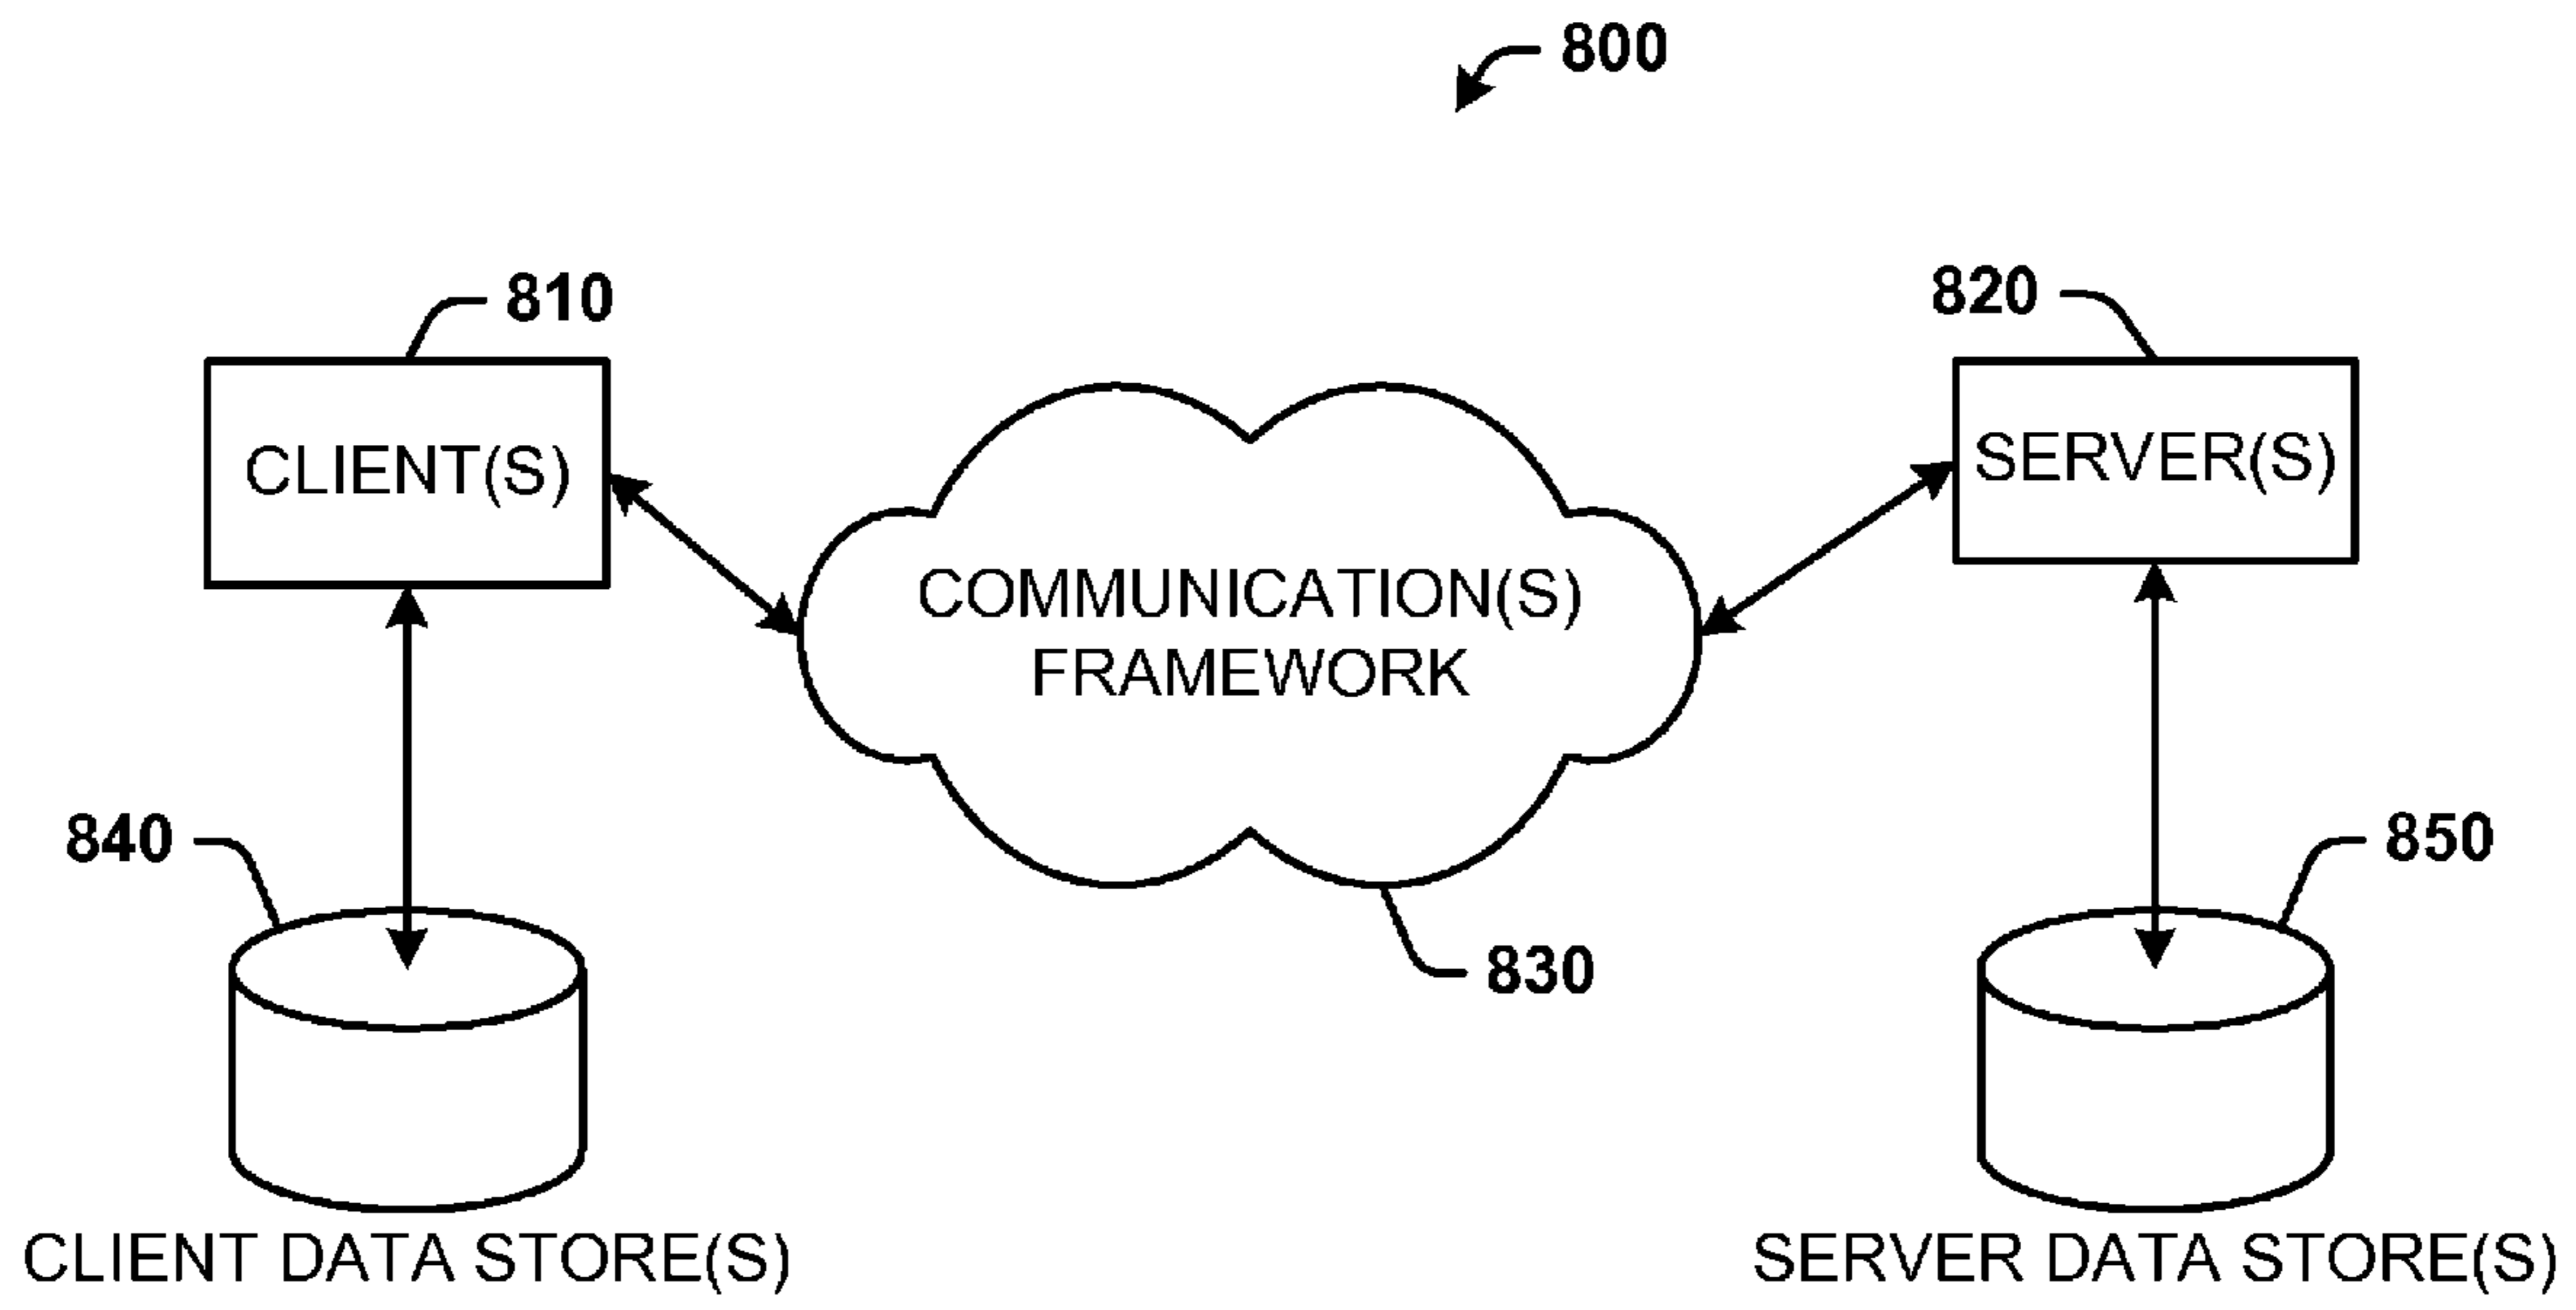 800
810
820
CLIENT(S)
SERVER(S)
COMMUNICATION(S)
FRAMEWORK
840
850
830
CLIENT DATA STORE(S)
SERVER DATA STORE(S)